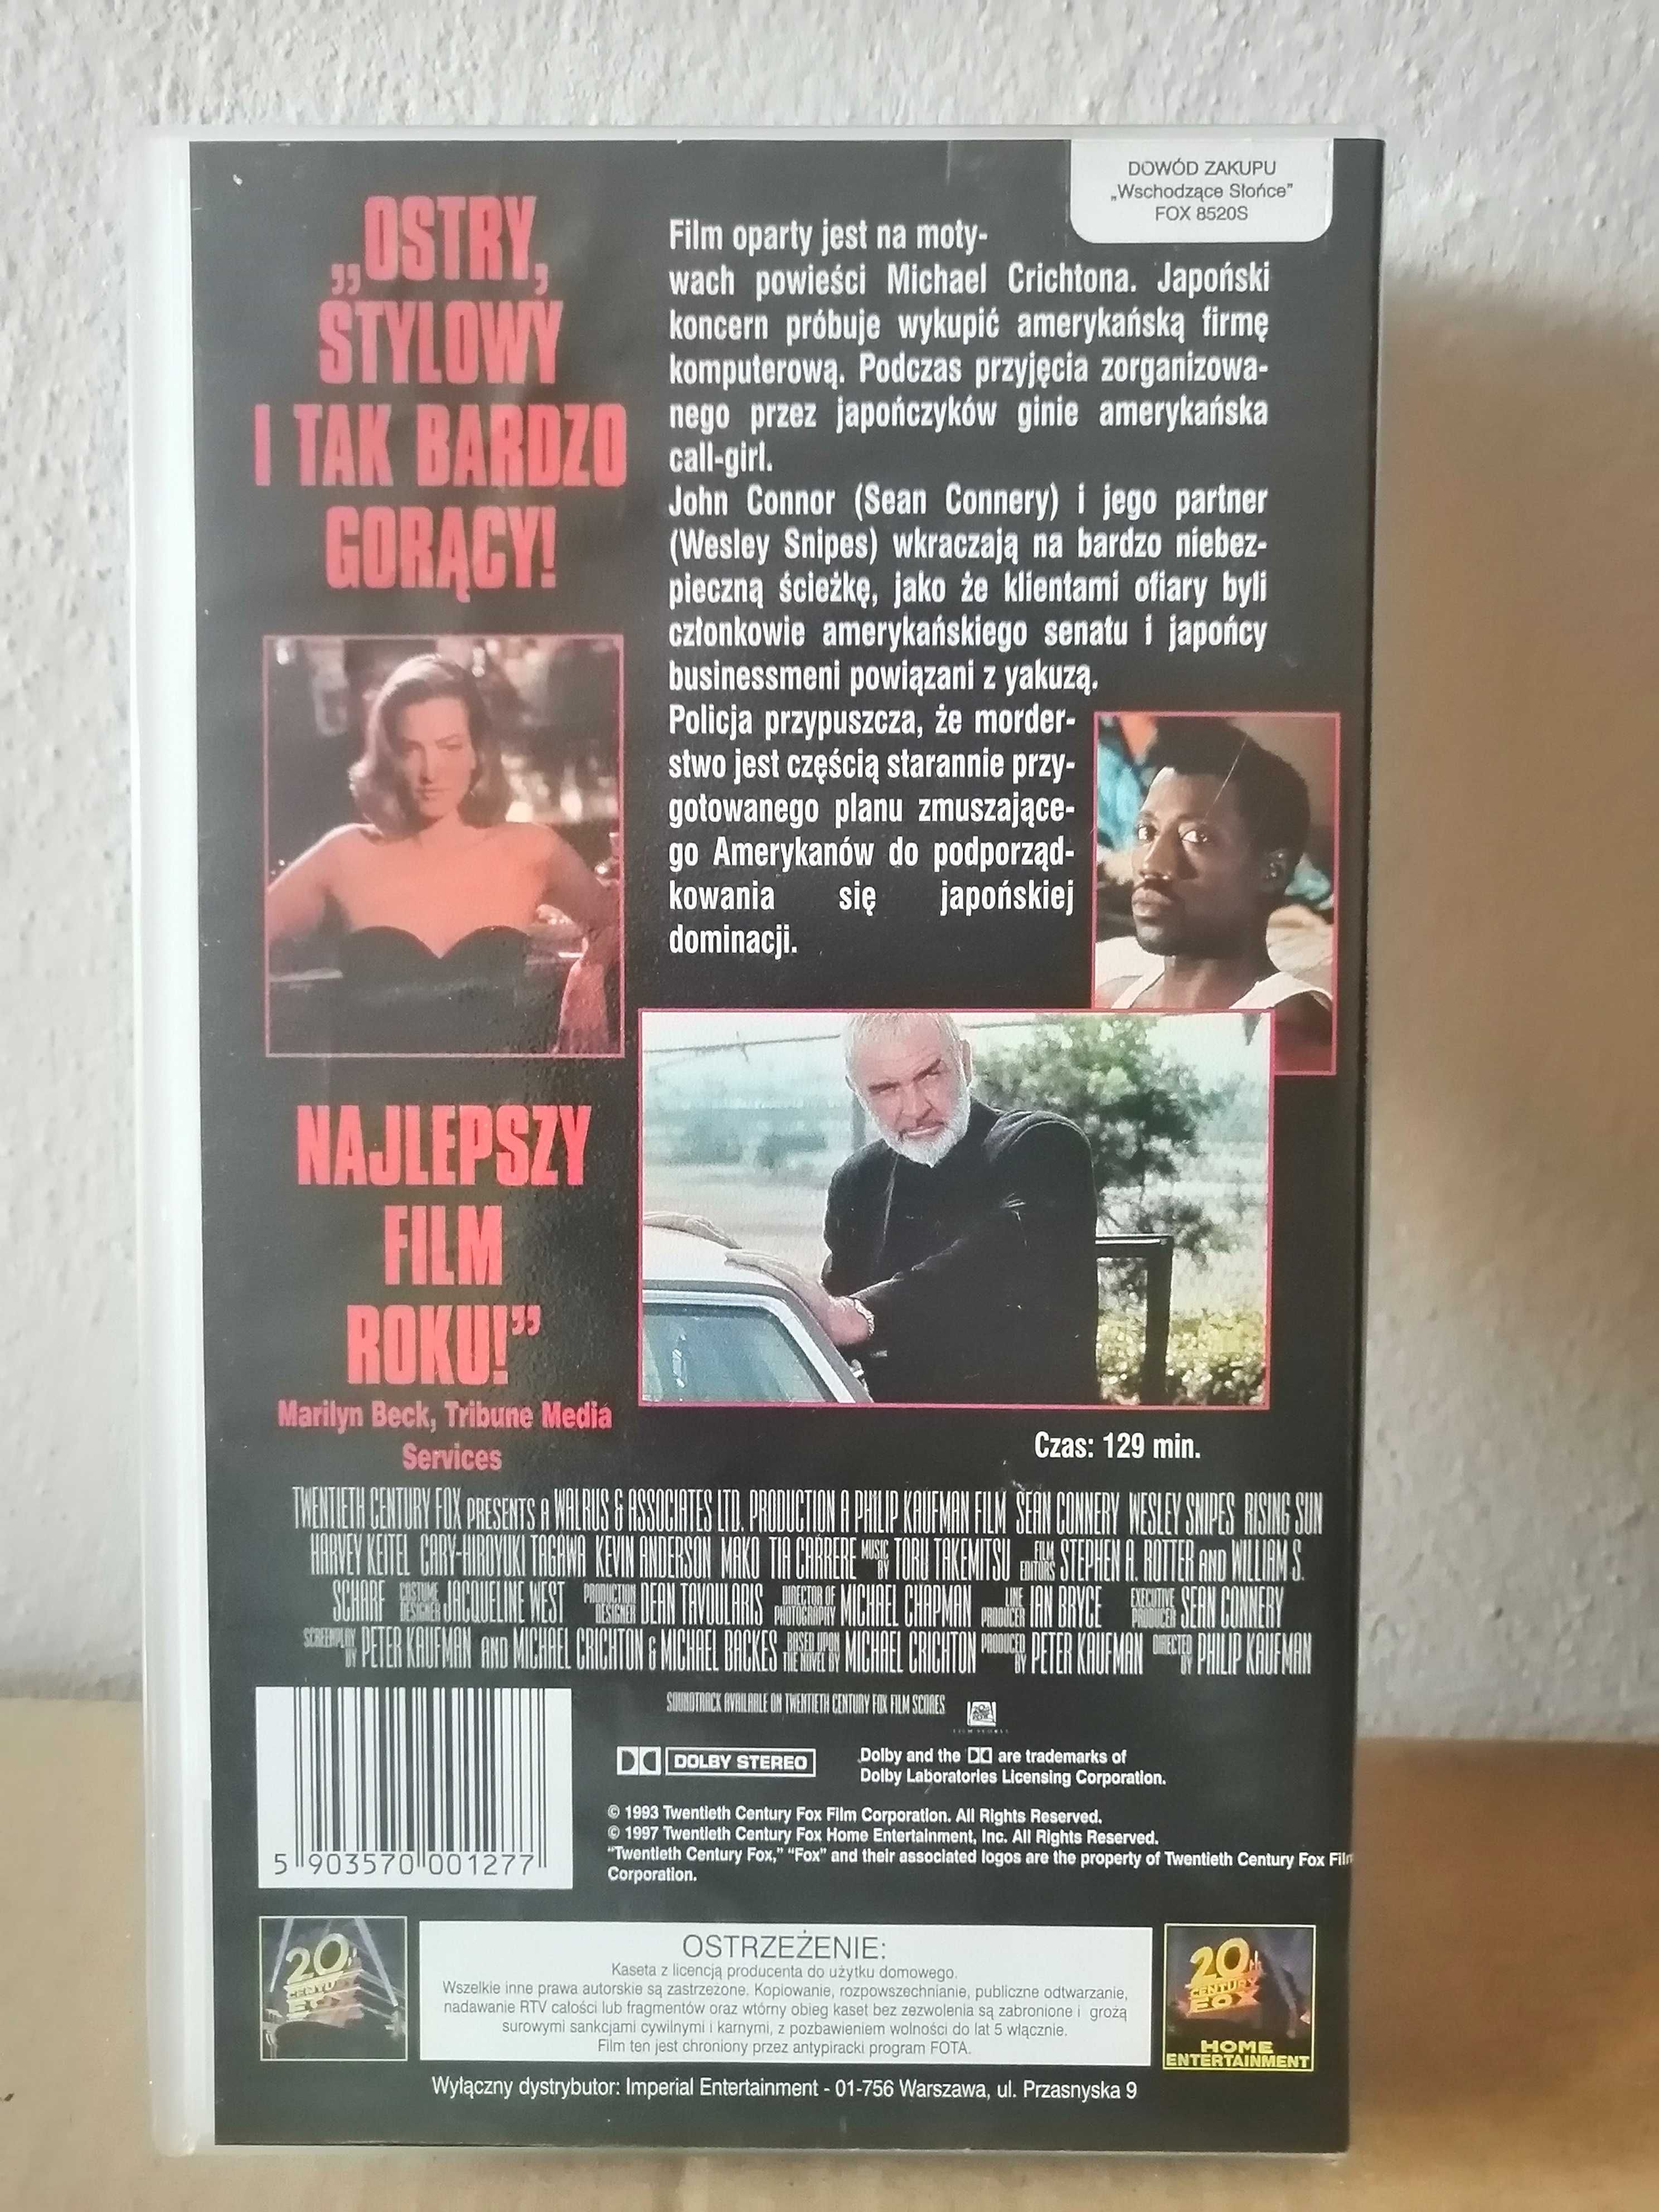 DOWÓD ZAKUPU
„Wschodzące Słońce”
FOX 8520S
„OSTRY,
STYLOWY
I TAK BARDZO
GORĄCY!
NAJLEPSZY
FILM
ROKU!”
Marilyn Beck, Tribune Media
Services
Film oparty jest na moty-
wach powieści Michael Crichtona. Japoński
koncern próbuje wykupić amerykańską firmę
komputerową. Podczas przyjęcia zorganizowa-
nego przez japończyków ginie amerykańska
call-girl.
John Connor (Sean Connery) i jego partner
(Wesley Snipes) wkraczają na bardzo niebez-
pieczną ścieżkę, jako że klientami ofiary byli
członkowie amerykańskiego senatu i japońcy
businessmeni powiązani z yakuzą.
Policja przypuszcza, że morder-
stwo jest częścią starannie przy-
gotowanego planu zmuszające-
go Amerykanów do podporząd-
kowania się japońskiej
dominacji.
Czas: 129 min.
TWENTIETH CENTURY FOX PRESENTS A WALRUS & ASSOCIATES LTD. PRODUCTION A PHILIP KAUFMAN FILM SEAN CONNERY WESLEY SNIPES RISING SUN
HARVEY KEITEL CARY-HIROYUKI TAGAWA KEVIN ANDERSON MAKO TIA CARRERE MUSIC BY TORU TAKEMITSU FILM EDITORS STEPHEN A. ROTTER AND WILLIAM S.
SCHARF COSTUME DESIGNER JACQUELINE WEST PRODUCTION DESIGNER DEAN TAVOULARIS DIRECTOR OF PHOTOGRAPHY MICHAEL CHAPMAN LINE PRODUCER IAN BRYCE EXECUTIVE PRODUCER SEAN CONNERY
SCREENPLAY BY PETER KAUFMAN AND MICHAEL CRICHTON & MICHAEL BACKES BASED UPON THE NOVEL BY MICHAEL CRICHTON PRODUCED BY PETER KAUFMAN DIRECTED BY PHILIP KAUFMAN
SOUNDTRACK AVAILABLE ON TWENTIETH CENTURY FOX FILM SCORES
DOLBY STEREO
Dolby and the are trademarks of
Dolby Laboratories Licensing Corporation.
© 1993 Twentieth Century Fox Film Corporation. All Rights Reserved.
© 1997 Twentieth Century Fox Home Entertainment, Inc. All Rights Reserved.
“Twentieth Century Fox,” “Fox” and their associated logos are the property of Twentieth Century Fox Film
Corporation.
5 903570 001277
20th
CENTURY
FOX
OSTRZEŻENIE:
Kaseta z licencją producenta do użytku domowego.
Wszelkie inne prawa autorskie są zastrzeżone. Kopiowanie, rozpowszechnianie, publiczne odtwarzanie,
nadawanie RTV całości lub fragmentów oraz wtórny obieg kaset bez zezwolenia są zabronione i grożą
surowymi sankcjami cywilnymi i karnymi, z pozbawieniem wolności do lat 5 włącznie.
Film ten jest chroniony przez antypiracki program FOTA.
20th
CENTURY
FOX
HOME
ENTERTAINMENT
Wyłączny dystrybutor: Imperial Entertainment - 01-756 Warszawa, ul. Przasnyska 9